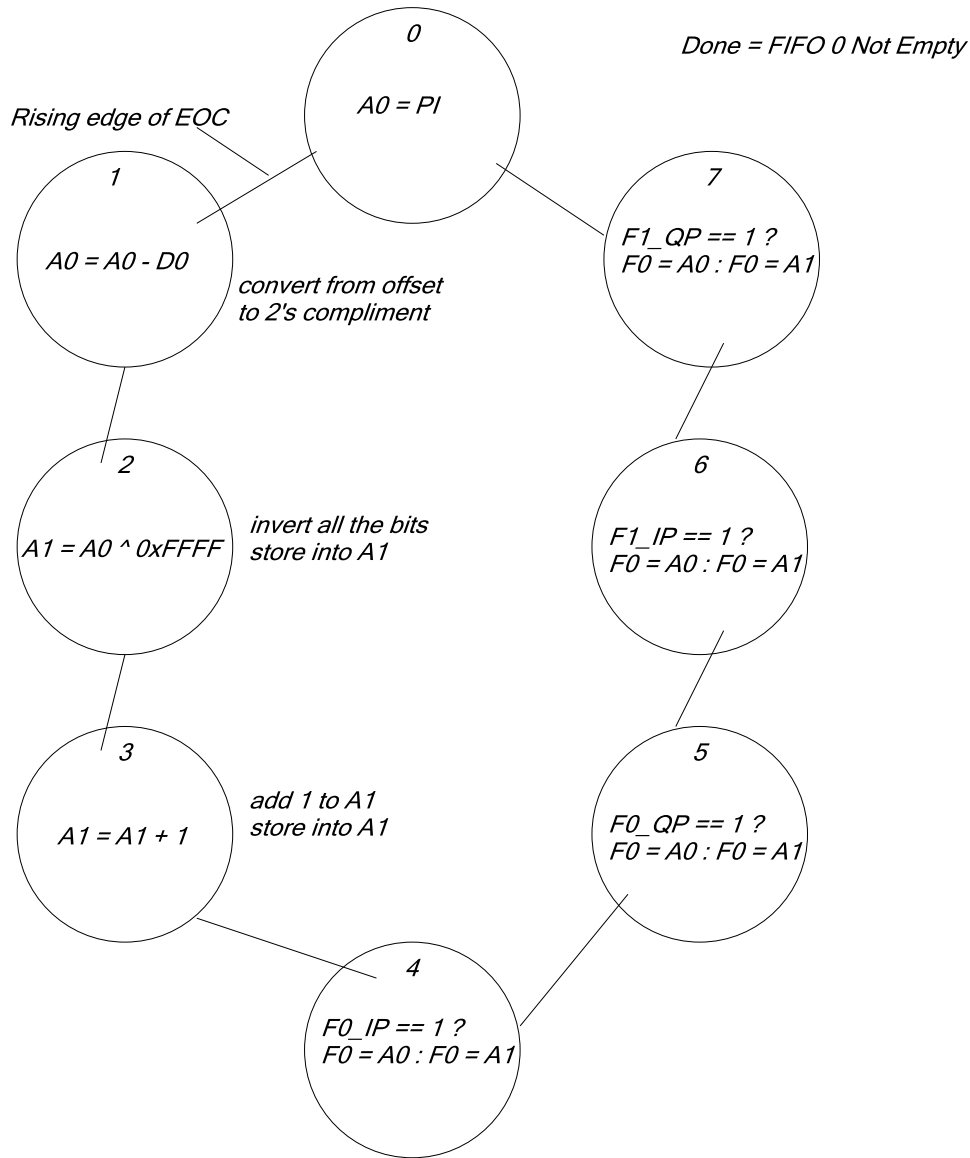 0
A0 = PI
Done = FIFO 0 Not Empty
Rising edge of EOC
1
A0 = A0 - D0
convert from offset
to 2's compliment
2
A1 = A0 ^ 0xFFFF
invert all the bits
store into A1
3
A1 = A1 + 1
add 1 to A1
store into A1
4
F0_IP == 1 ?
F0 = A0 : F0 = A1
5
F0_QP == 1 ?
F0 = A0 : F0 = A1
6
F1_IP == 1 ?
F0 = A0 : F0 = A1
7
F1_QP == 1 ?
F0 = A0 : F0 = A1